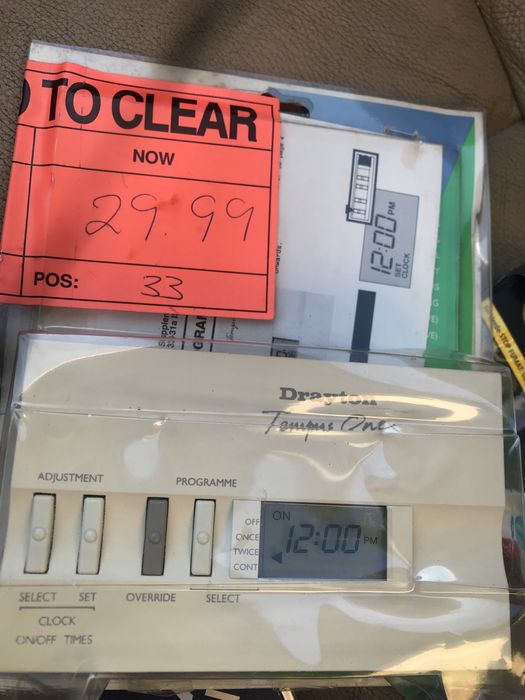 TO CLEAR
NOW
29.99
POS: 33
12:00 PM
SET
CLOCK
Drayton
Tempus One
ADJUSTMENT
PROGRAMME
OFF
ONCE
TWICE
CONT
ON
12:00 PM
SELECT SET
OVERRIDE
SELECT
CLOCK
ON/OFF TIMES